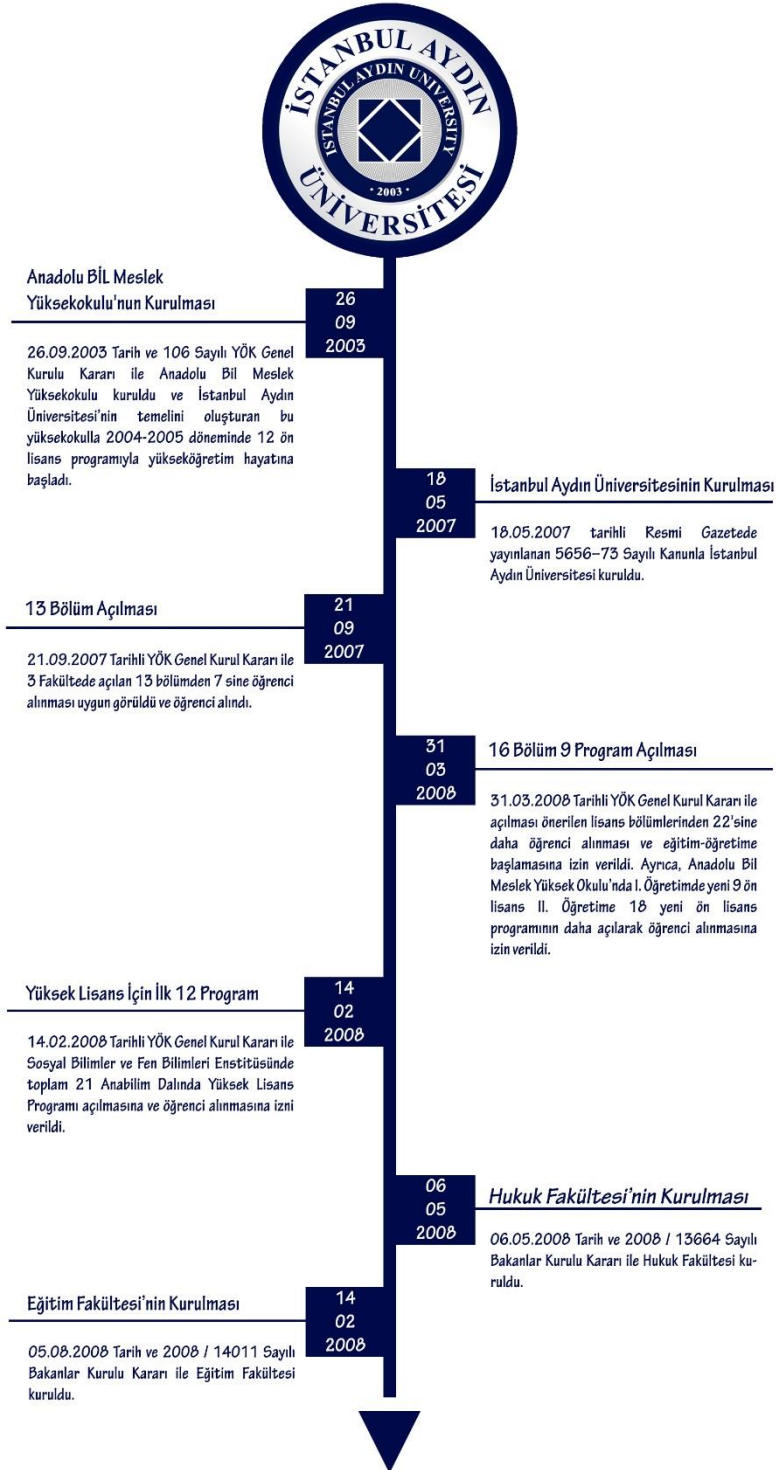 İSTANBUL AYDIN
ÜNİVERSİTESİ
ISTANBUL AYDIN UNIVERSITY
· 2003 ·
Anadolu BİL Meslek
Yüksekokulu'nun Kurulması
26
09
2003
26.09.2003 Tarih ve 106 Sayılı YÖK Genel
Kurulu Kararı ile Anadolu Bil Meslek
Yüksekokulu kuruldu ve İstanbul Aydın
Üniversitesi'nin temelini oluşturan bu
yüksekokulla 2004-2005 döneminde 12 ön
lisans programıyla yükseköğretim hayatına
başladı.
18
05
2007
İstanbul Aydın Üniversitesinin Kurulması
18.05.2007 tarihli Resmi Gazetede
yayınlanan 5656–73 Sayılı Kanunla İstanbul
Aydın Üniversitesi kuruldu.
13 Bölüm Açılması
21
09
2007
21.09.2007 Tarihli YÖK Genel Kurul Kararı ile
3 Fakültede açılan 13 bölümden 7 sine öğrenci
alınması uygun görüldü ve öğrenci alındı.
31
03
2008
16 Bölüm 9 Program Açılması
31.03.2008 Tarihli YÖK Genel Kurul Kararı ile
açılması önerilen lisans bölümlerinden 22'sine
daha öğrenci alınması ve eğitim-öğretime
başlamasına izin verildi. Ayrıca, Anadolu Bil
Meslek Yüksek Okulu'nda I. Öğretimde yeni 9 ön
lisans II. Öğretime 18 yeni ön lisans
programının daha açılarak öğrenci alınmasına
izin verildi.
Yüksek Lisans İçin İlk 12 Program
14
02
2008
14.02.2008 Tarihli YÖK Genel Kurul Kararı ile
Sosyal Bilimler ve Fen Bilimleri Enstitüsünde
toplam 21 Anabilim Dalında Yüksek Lisans
Programı açılmasına ve öğrenci alınmasına izni
verildi.
06
05
2008
Hukuk Fakültesi'nin Kurulması
06.05.2008 Tarih ve 2008 / 13664 Sayılı
Bakanlar Kurulu Kararı ile Hukuk Fakültesi ku-
ruldu.
Eğitim Fakültesi'nin Kurulması
14
02
2008
05.08.2008 Tarih ve 2008 / 14011 Sayılı
Bakanlar Kurulu Kararı ile Eğitim Fakültesi
kuruldu.